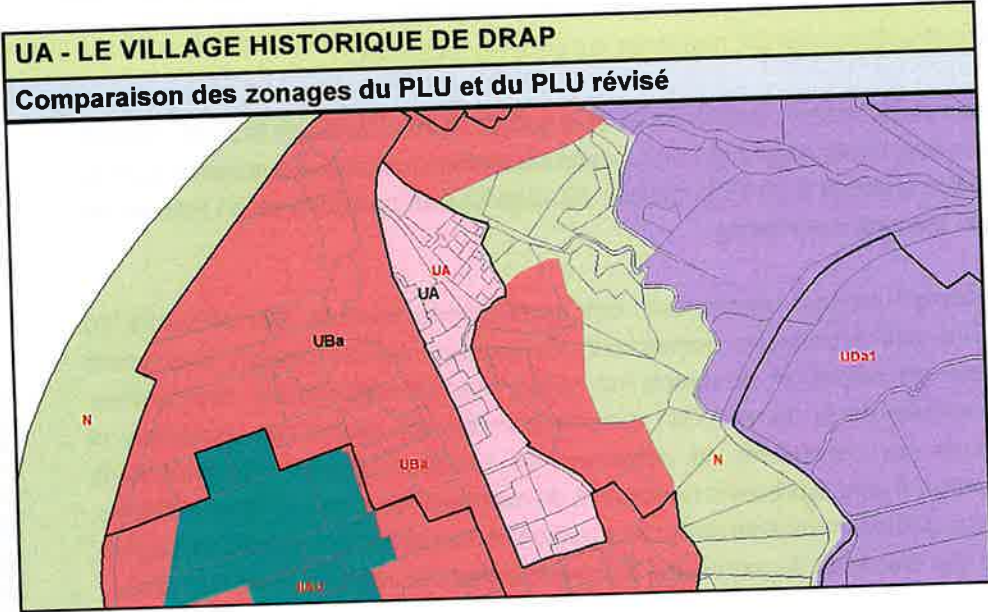 UA - LE VILLAGE HISTORIQUE DE DRAP
Comparaison des zonages du PLU et du PLU révisé
UA
UA
UBa
UDa1
N
UBa
N
IIAU